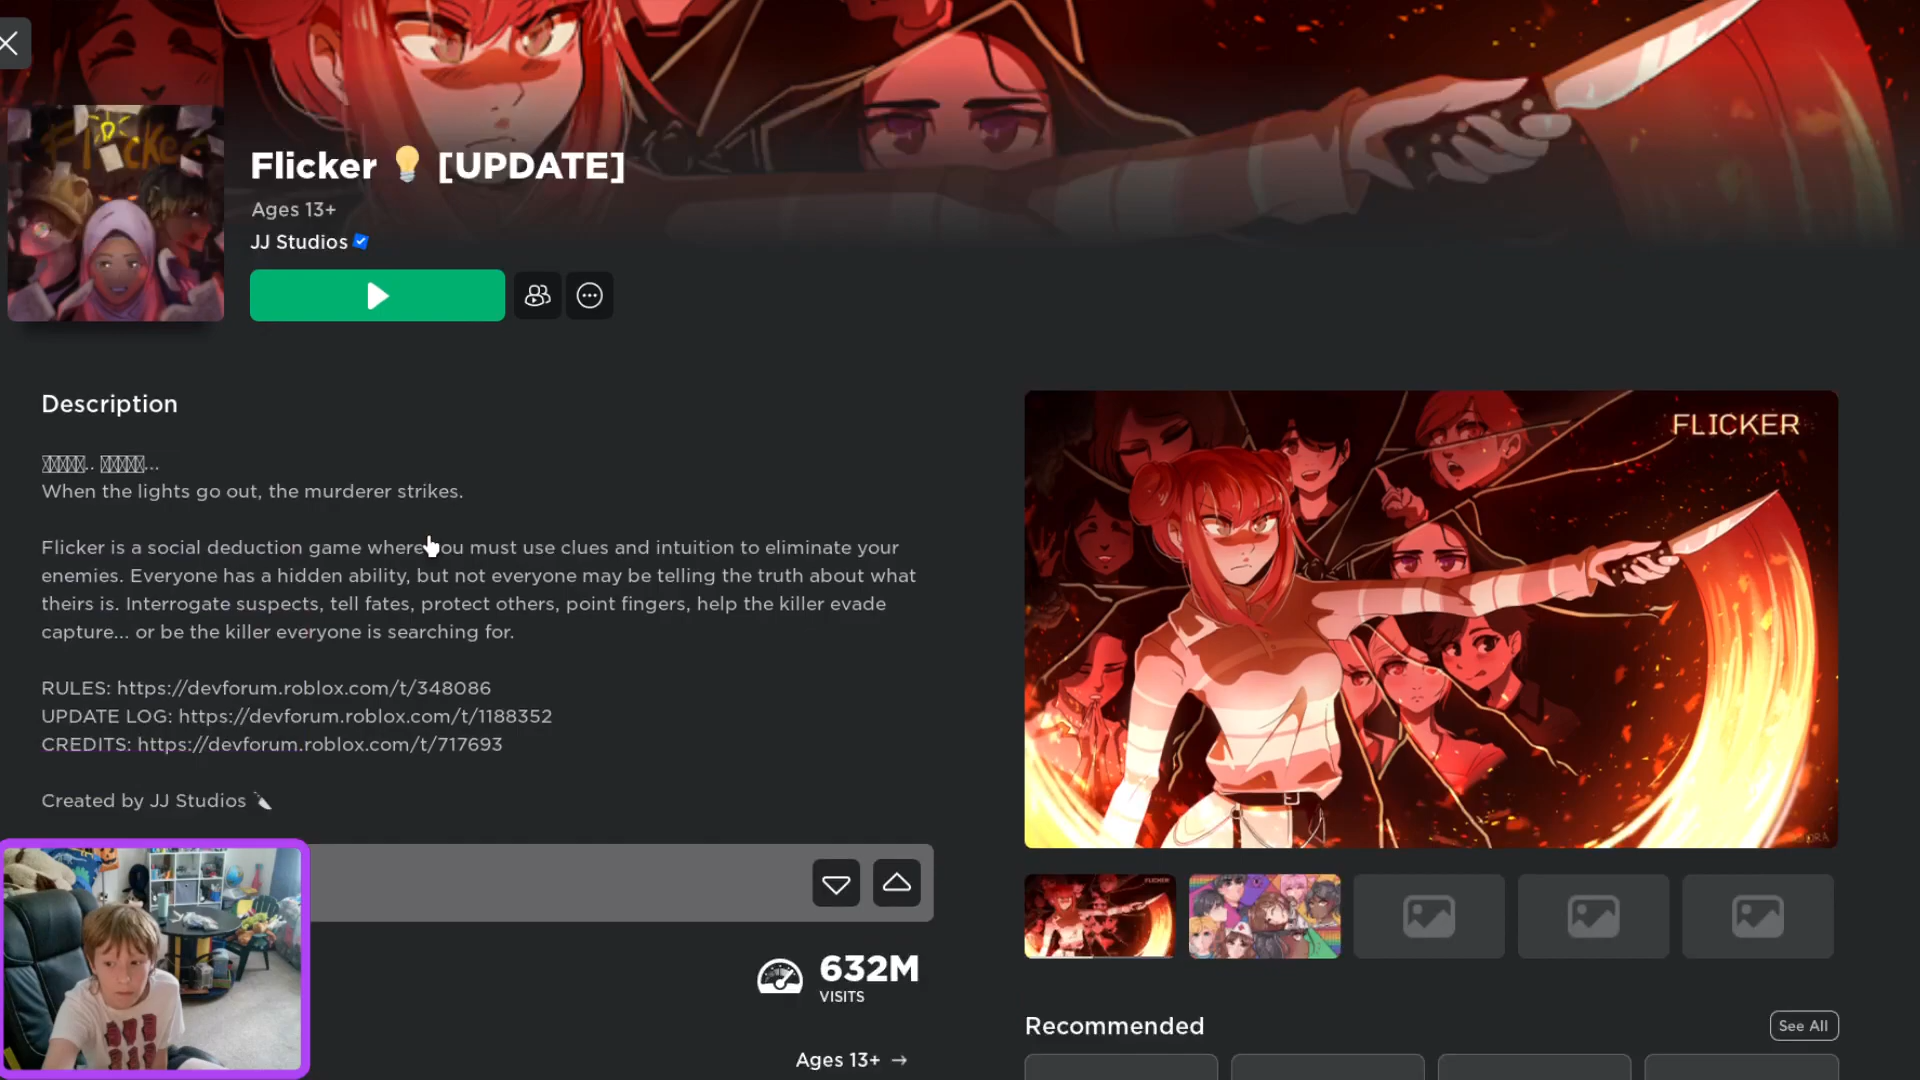 Flicker 💡 [UPDATE]
Ages 13+
JJ Studios
Description
When the lights go out, the murderer strikes.
Flicker is a social deduction game where you must use clues and intuition to eliminate your
enemies. Everyone has a hidden ability, but not everyone may be telling the truth about what
theirs is. Interrogate suspects, tell fates, protect others, point fingers, help the killer evade
capture... or be the killer everyone is searching for.
RULES: https://devforum.roblox.com/t/348086
UPDATE LOG: https://devforum.roblox.com/t/1188352
CREDITS: https://devforum.roblox.com/t/717693
Created by JJ Studios 🔪
632M
VISITS
Ages 13+ →
FLICKER
Recommended
See All